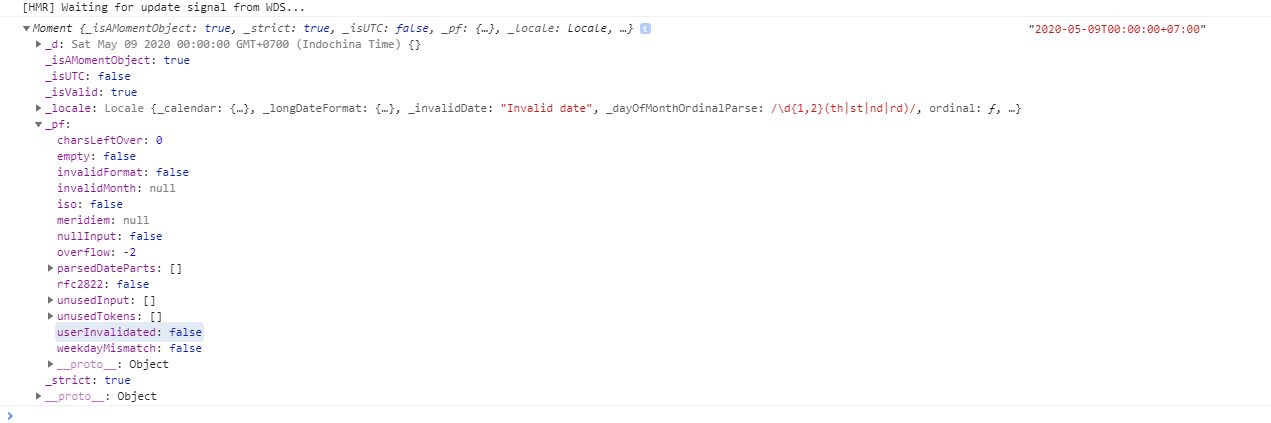 [HMR] Waiting for update signal from WDS...
Moment {_isAMomentObject: true, _strict: true, _isUTC: false, _pf: {…}, _locale: Locale, …} i "2020-05-09T00:00:00+07:00"
_d: Sat May 09 2020 00:00:00 GMT+0700 (Indochina Time) {}
_isAMomentObject: true
_isUTC: false
_isValid: true
_locale: Locale {_calendar: {…}, _longDateFormat: {…}, _invalidDate: "Invalid date", _dayOfMonthOrdinalParse: /\d{1,2}(th|st|nd|rd)/, ordinal: ƒ, …}
_pf:
charsLeftOver: 0
empty: false
invalidFormat: false
invalidMonth: null
iso: false
meridiem: null
nullInput: false
overflow: -2
parsedDateParts: []
rfc2822: false
unusedInput: []
unusedTokens: []
userInvalidated: false
weekdayMismatch: false
__proto__: Object
_strict: true
__proto__: Object